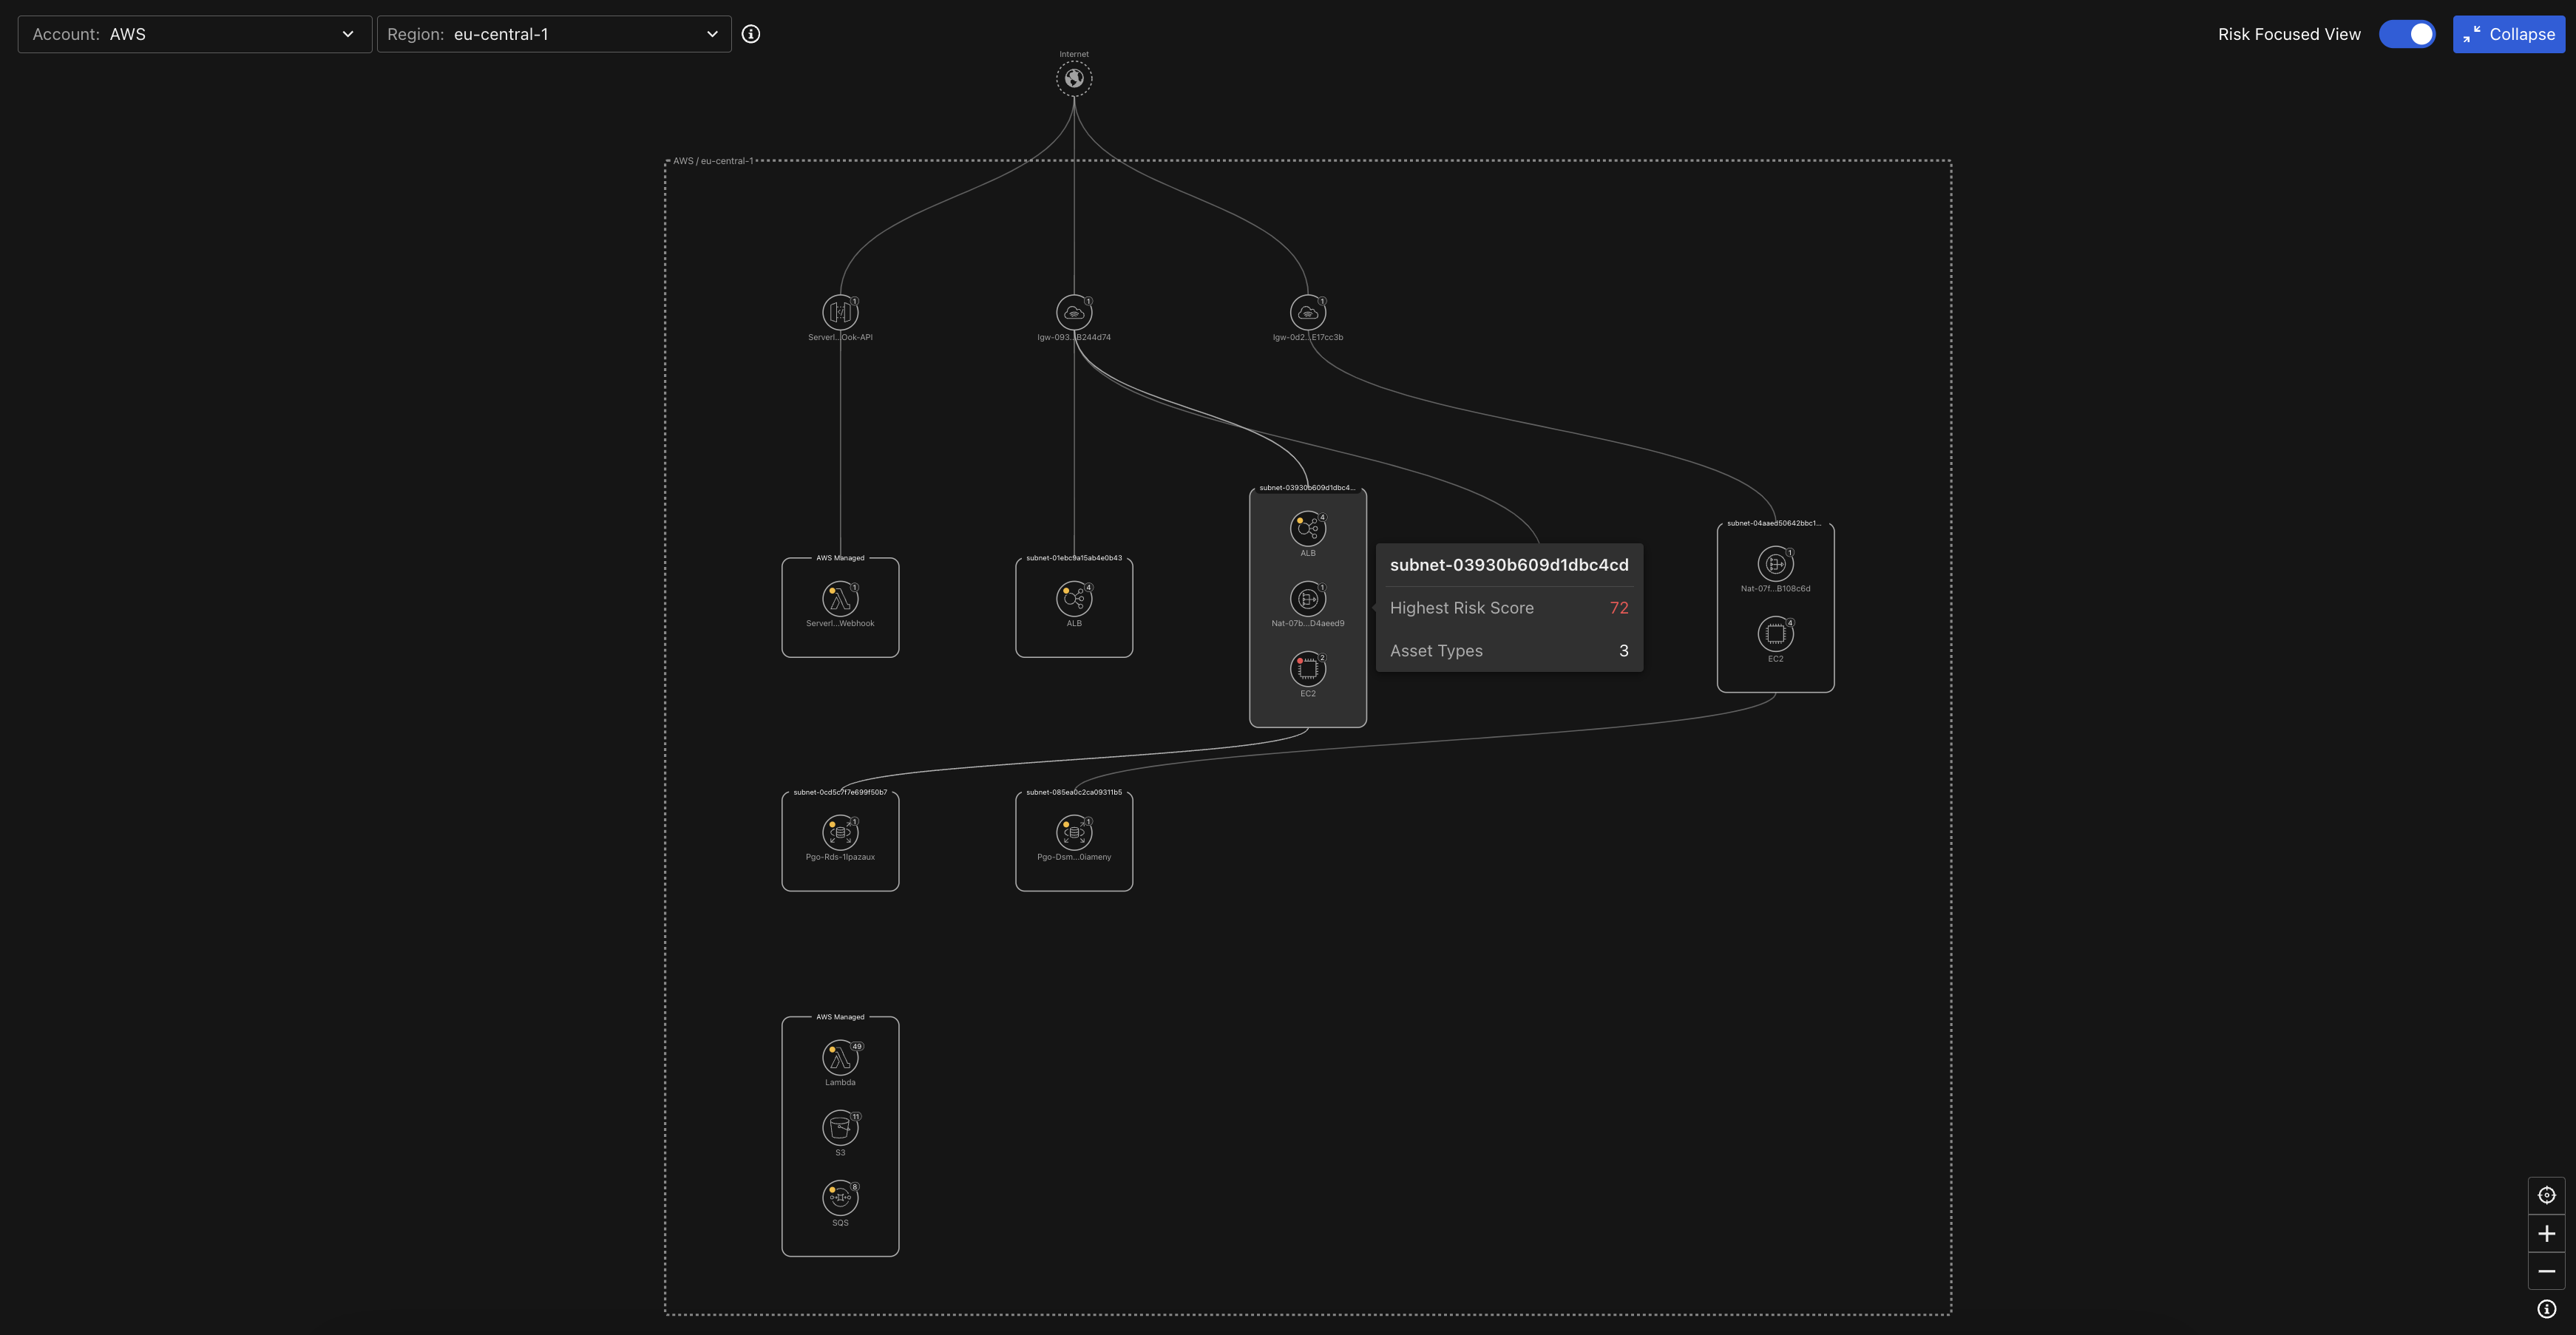 Account: AWS
Region: eu-central-1
Risk Focused View
Collapse
Internet
AWS / eu-central-1
1
Serverl...Ook-API
1
Igw-093...B244d74
1
Igw-0d2...E17cc3b
subnet-03930b609d1dbc4...
4
ALB
1
Nat-07b...D4aeed9
2
EC2
subnet-03930b609d1dbc4cd
Highest Risk Score 72
Asset Types 3
subnet-04aaed50642bbc1...
1
Nat-07f...B108c6d
4
EC2
AWS Managed
1
Serverl...Webhook
subnet-01ebc9a15ab4e0b43
4
ALB
subnet-0cd5c7f7e699f50b7
1
Pgo-Rds-1lpazaux
subnet-085ea0c2ca09311b5
1
Pgo-Dsm...0iameny
AWS Managed
49
Lambda
11
S3
8
SQS